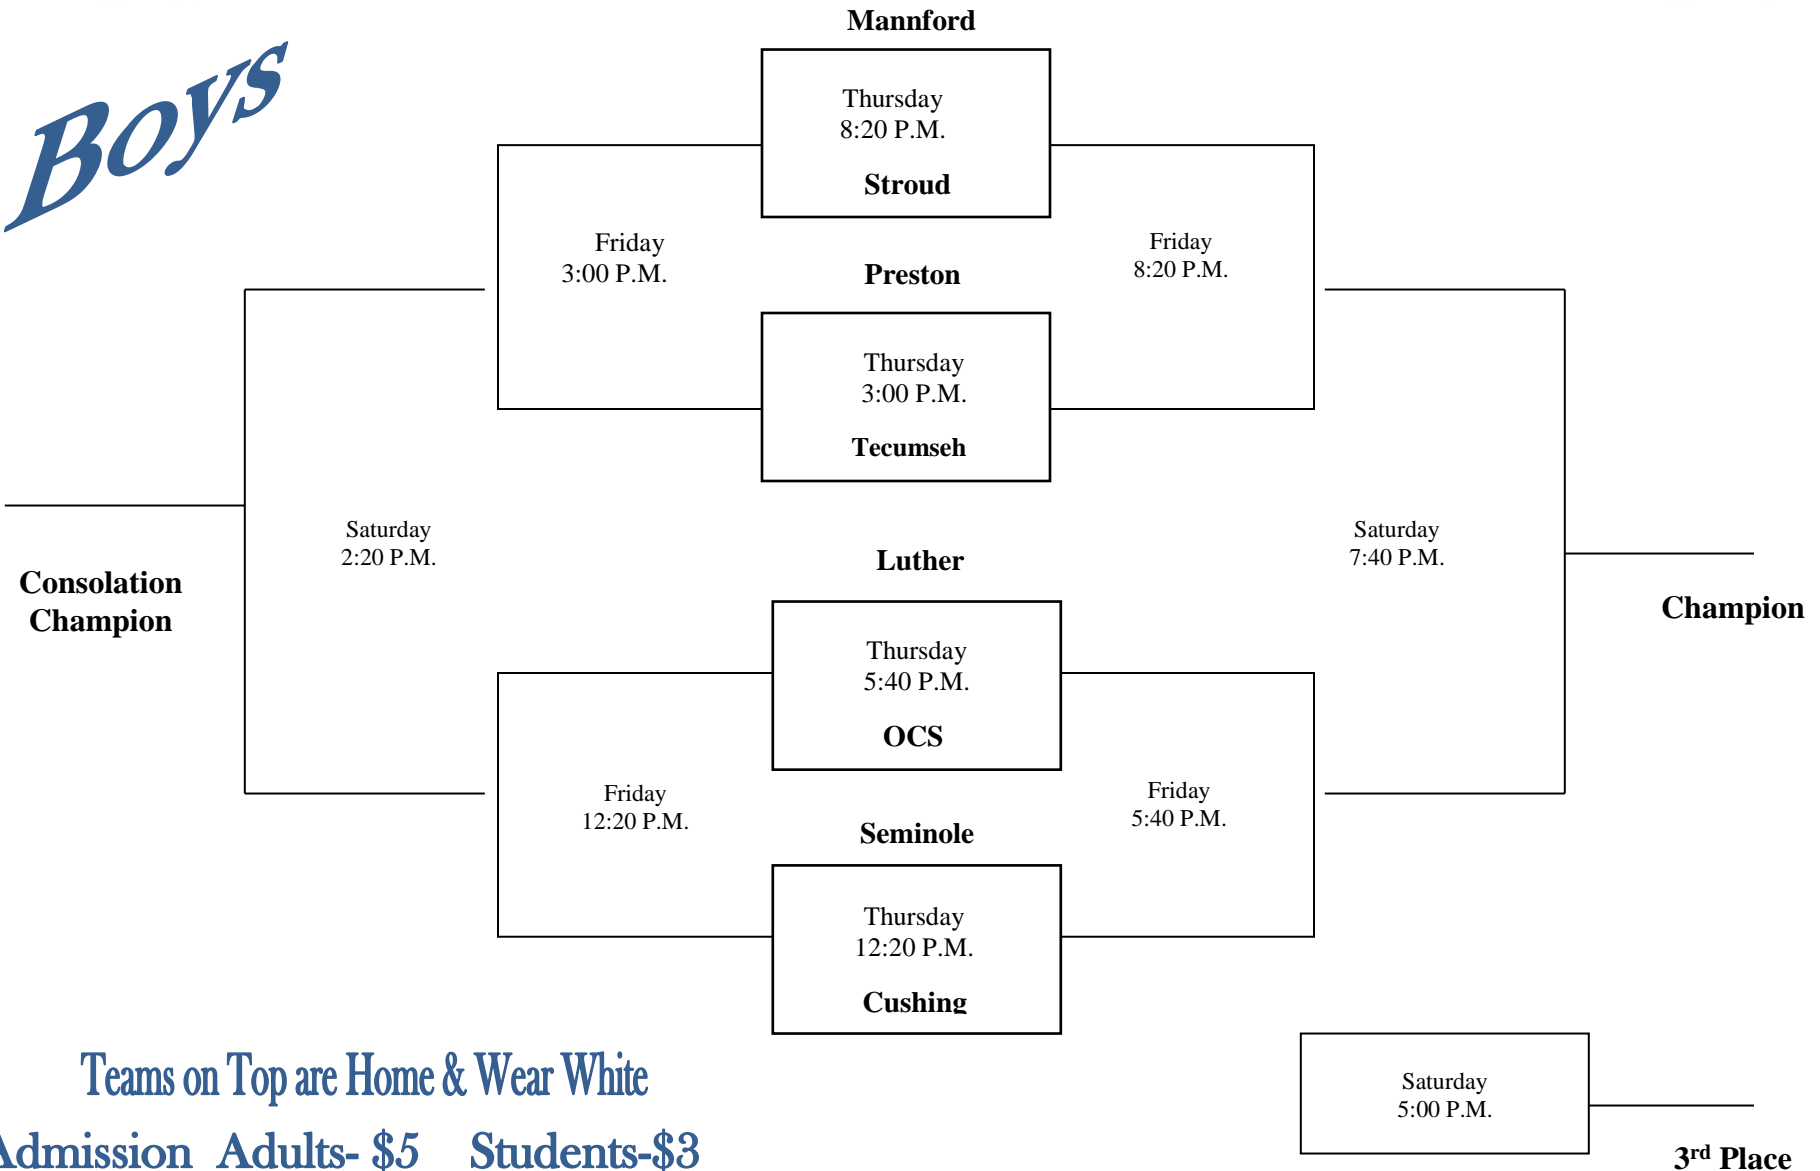 Boys
Mannford
Thursday
8:20 P.M.
Stroud
Friday
3:00 P.M.
Preston
Friday
8:20 P.M.
Thursday
3:00 P.M.
Tecumseh
Saturday
2:20 P.M.
Luther
Saturday
7:40 P.M.
Consolation
Champion
Champion
Thursday
5:40 P.M.
OCS
Friday
12:20 P.M.
Seminole
Friday
5:40 P.M.
Thursday
12:20 P.M.
Cushing
Teams on Top are Home & Wear White
Admission Adults- $5 Students-$3
Saturday
5:00 P.M.
3rd Place